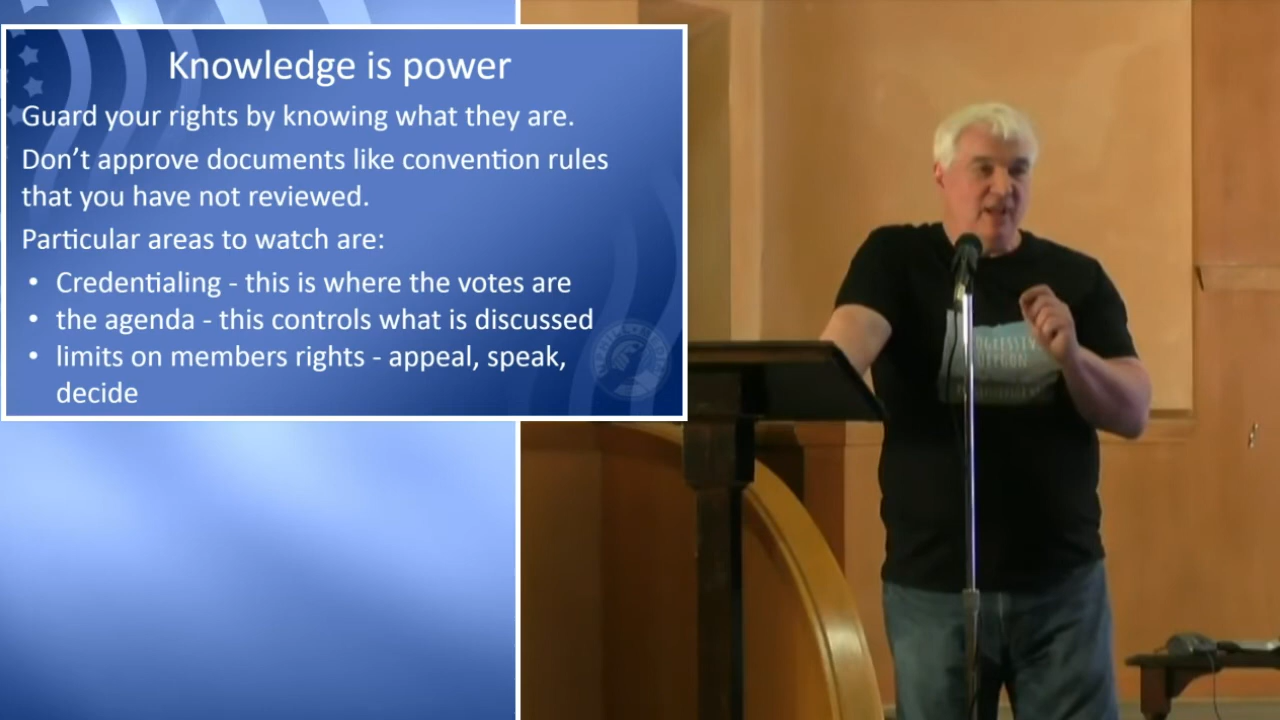 Knowledge is power
Guard your rights by knowing what they are.
Don't approve documents like convention rules
that you have not reviewed.
Particular areas to watch are:
• Credentialing - this is where the votes are
• the agenda - this controls what is discussed
• limits on members rights - appeal, speak,
decide